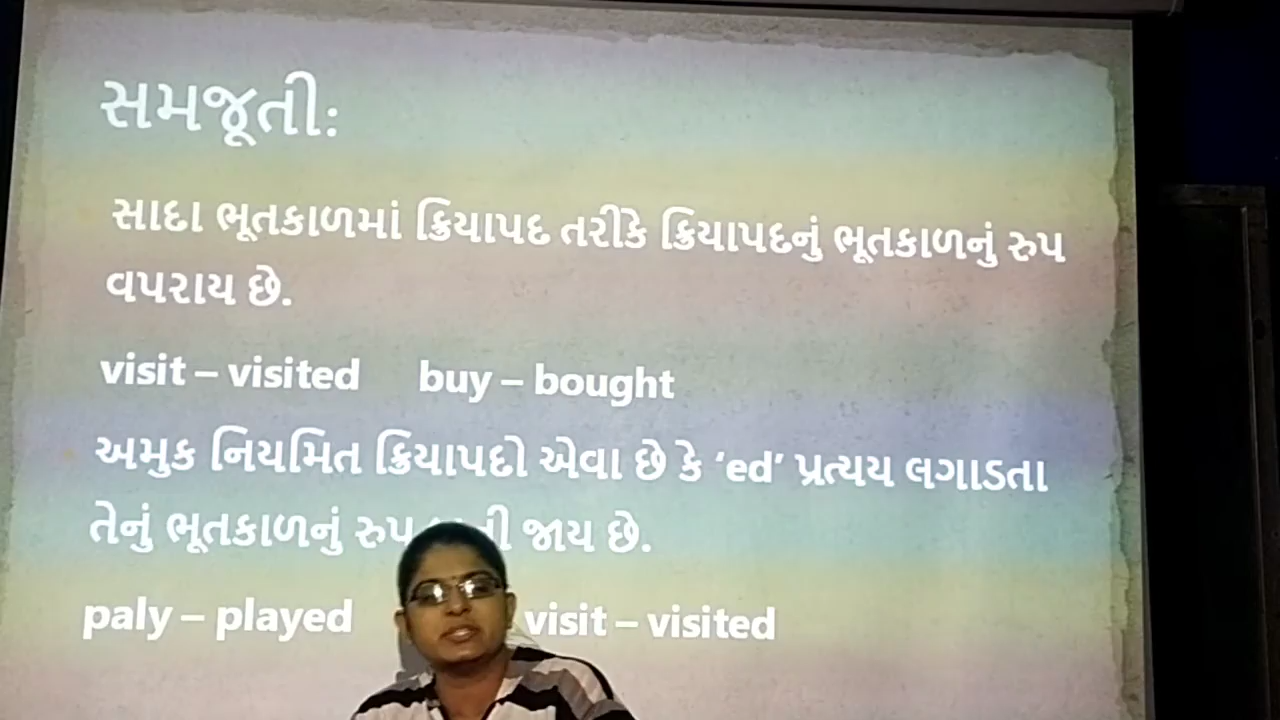 સમજૂતી:
સાદા ભૂતકાળમાં ક્રિયાપદ તરીકે ક્રિયાપદનું ભૂતકાળનું રુપ
વપરાય છે.
visit – visited buy – bought
અમુક નિયમિત ક્રિયાપદો એવા છે કે ‘ed’ પ્રત્યય લગાડતા
તેનું ભૂતકાળનું રુપ જાય છે.
paly – played visit – visited